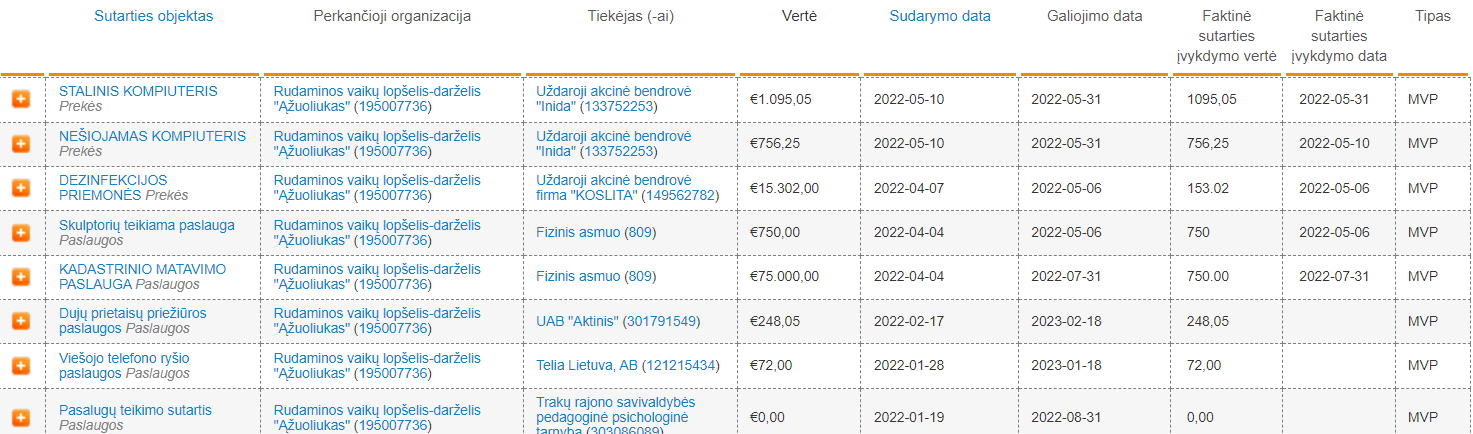 Sutarties objektas Perkančioji organizacija Tiekėjas (-ai) Vertė Sudarymo data Galiojimo data Faktinė sutarties įvykdymo vertė Faktinė sutarties įvykdymo data Tipas
STALINIS KOMPIUTERIS Rudaminos vaikų lopšelis-darželis Uždaroji akcinė bendrovė
Prekės "Ąžuoliukas" (195007736) "Inida" (133752253) €1.095,05 2022-05-10 2022-05-31 1095,05 2022-05-31 MVP
NEŠIOJAMAS KOMPIUTERIS Rudaminos vaikų lopšelis-darželis Uždaroji akcinė bendrovė
Prekės "Ąžuoliukas" (195007736) "Inida" (133752253) €756,25 2022-05-10 2022-05-31 756,25 2022-05-10 MVP
DEZINFEKCIJOS Rudaminos vaikų lopšelis-darželis Uždaroji akcinė bendrovė
PRIEMONĖS Prekės "Ąžuoliukas" (195007736) firma "KOSLITA" (149562782) €15.302,00 2022-04-07 2022-05-06 153.02 2022-05-06 MVP
Skulptorių teikiama paslauga Rudaminos vaikų lopšelis-darželis
Paslaugos "Ąžuoliukas" (195007736) Fizinis asmuo (809) €750,00 2022-04-04 2022-05-06 750 2022-05-06 MVP
KADASTRINIO MATAVIMO Rudaminos vaikų lopšelis-darželis
PASLAUGA Paslaugos "Ąžuoliukas" (195007736) Fizinis asmuo (809) €75.000,00 2022-04-04 2022-07-31 750.00 2022-07-31 MVP
Dujų prietaisų priežiūros Rudaminos vaikų lopšelis-darželis
paslaugos Paslaugos "Ąžuoliukas" (195007736) UAB "Aktinis" (301791549) €248,05 2022-02-17 2023-02-18 248,05 MVP
Viešojo telefono ryšio Rudaminos vaikų lopšelis-darželis
paslaugos Paslaugos "Ąžuoliukas" (195007736) Telia Lietuva, AB (121215434) €72,00 2022-01-28 2023-01-18 72,00 MVP
Pasalugų teikimo sutartis Rudaminos vaikų lopšelis-darželis Trakų rajono savivaldybės
Paslaugos "Ąžuoliukas" (195007736) pedagoginė psichologinė €0,00 2022-01-19 2022-08-31 0,00 MVP
tarnyba (303086089)